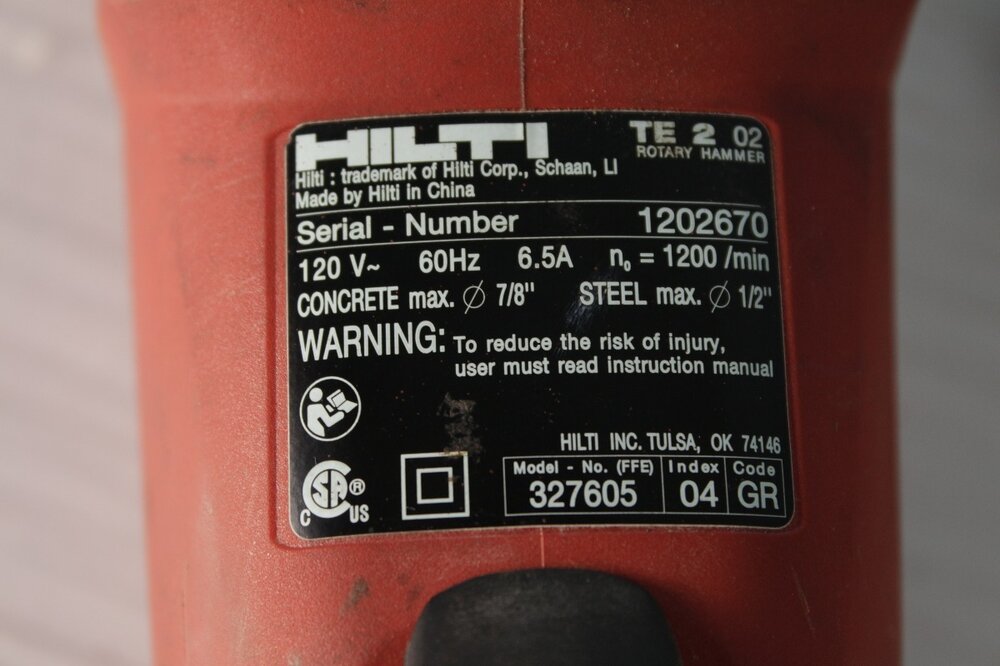 HILTI TE 2 02
ROTARY HAMMER
Hilti : trademark of Hilti Corp., Schaan, LI
Made by Hilti in China
Serial - Number 1202670
120 V~ 60Hz 6.5A n₀ = 1200 /min
CONCRETE max. ∅ 7/8" STEEL max. ∅ 1/2"
WARNING: To reduce the risk of injury,
user must read instruction manual
HILTI INC. TULSA, OK 74146
Model - No. (FFE) Index Code
327605 04 GR
CSA ®
C US